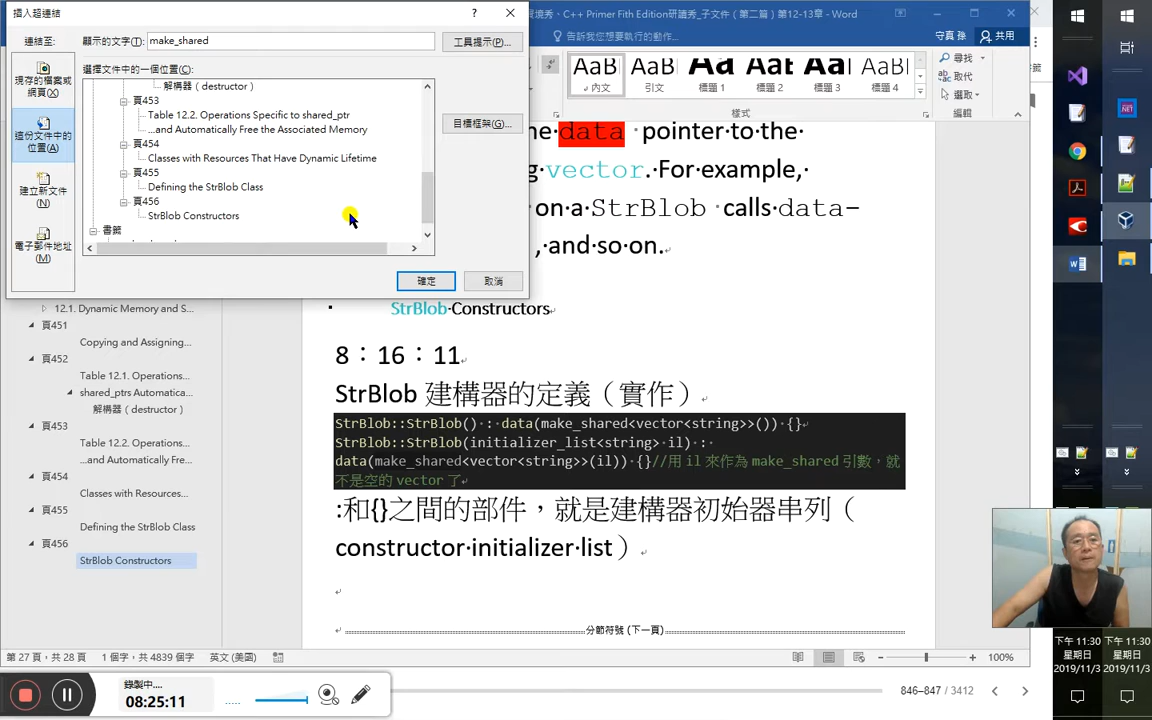 插入超連結
?
連結至:
顯示的文字(T):
make_shared
工具提示(P)...
選擇文件中的一個位置(C):
現存的檔案或
網頁(X)
這份文件中的
位置(A)
建立新文件
(N)
電子郵件地址
(M)
解構器（destructor）
頁453
Table 12.2. Operations Specific to shared_ptr
...and Automatically Free the Associated Memory
頁454
Classes with Resources That Have Dynamic Lifetime
頁455
Defining the StrBlob Class
頁456
StrBlob Constructors
書籤
目標框架(G)...
確定
取消
C++ Primer Fith Edition研讀秀_子文件（第二篇）第12-13章 - Word
告訴我您想要執行的動作...
守真 孫
共用
AaB
AaBb
AaB
AaB
AaB
AaBb
內文
引文
標題 1
標題 2
標題 3
標題 4
樣式
尋找
取代
選取
編輯
data pointer to the
vector. For example,
on a StrBlob calls data-
, and so on.
StrBlob Constructors
8：16：11
StrBlob 建構器的定義（實作）
StrBlob::StrBlob() : data(make_shared<vector<string>>()) {}
StrBlob::StrBlob(initializer_list<string> il) :
data(make_shared<vector<string>>(il)) {}//用 il 來作為 make_shared 引數，就
不是空的 vector 了
:和{}之間的部件，就是建構器初始器串列（
constructor initializer list）
分節符號 (下一頁)
12.1. Dynamic Memory and S...
頁451
Copying and Assigning...
頁452
Table 12.1. Operations...
shared_ptrs Automatica...
解構器（destructor）
頁453
Table 12.2. Operations...
...and Automatically Fre...
頁454
Classes with Resources...
頁455
Defining the StrBlob Class
頁456
StrBlob Constructors
第 27 頁，共 28 頁
1 個字，共 4839 個字
英文 (美國)
100%
錄製中....
08:25:11
846–847 / 3412
下午 11:30
星期日
2019/11/3
下午 11:30
星期日
2019/11/3